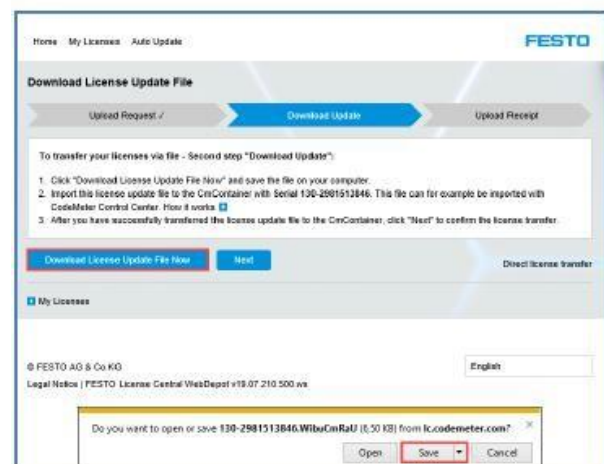 Home My Licenses Auto Update
FESTO
Download License Update File
Upload Request ✓
Download Update
Upload Receipt
To transfer your licenses via file - Second step "Download Update":
1. Click "Download License Update File Now" and save the file on your computer.
2. Import this license update file to the CmContainer with Serial 130-2981513846. This file can for example be imported with
CodeMeter Control Center. How it works
3. After you have successfully transferred the license update file to the CmContainer, click "Next" to confirm the license transfer.
Download License Update File Now
Next
Direct license transfer
My Licenses
© FESTO AG & Co.KG
English
Legal Notice | FESTO License Central WebDepot v19.07.210.500.ws
Do you want to open or save 130-2981513846.WibuCmRaU (6,50 KB) from lc.codemeter.com?
Open
Save
Cancel